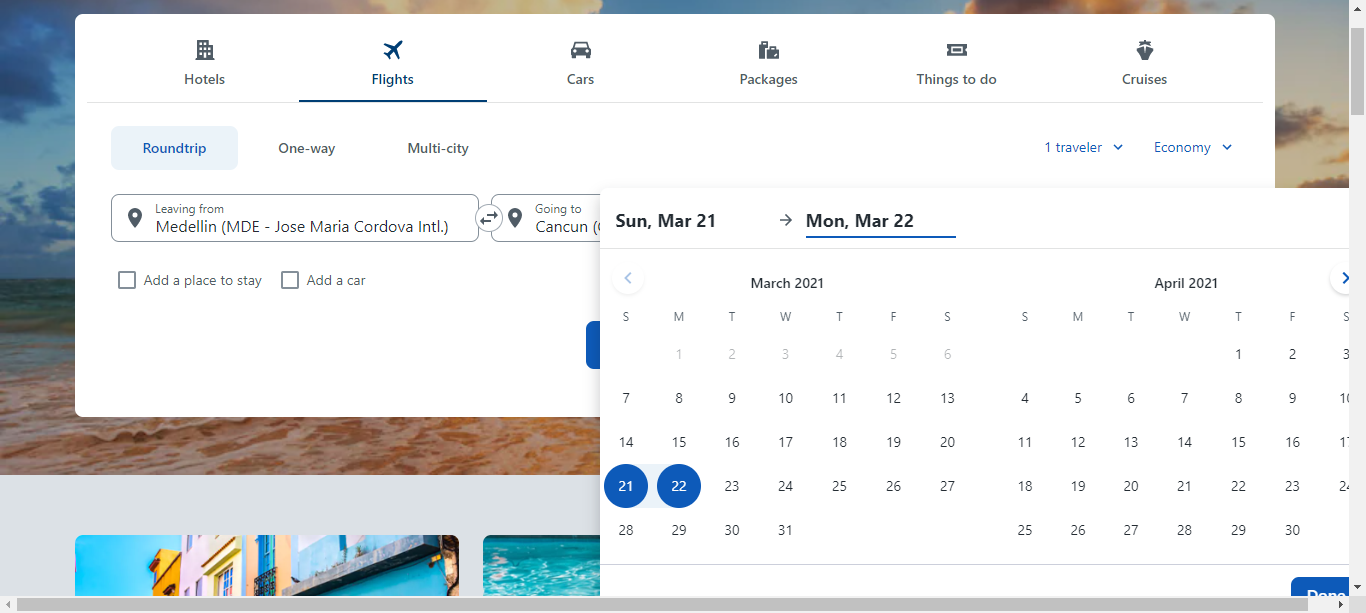 Hotels
Flights
Cars
Packages
Things to do
Cruises
Roundtrip
One-way
Multi-city
1 traveler
Economy
Leaving from
Medellin (MDE - Jose Maria Cordova Intl.)
Going to
Cancun (
Add a place to stay
Add a car
Sun, Mar 21
Mon, Mar 22
March 2021
S M T W T F S
1 2 3 4 5 6
7 8 9 10 11 12 13
14 15 16 17 18 19 20
21 22 23 24 25 26 27
28 29 30 31
April 2021
S M T W T F S
1 2 3
4 5 6 7 8 9 10
11 12 13 14 15 16 17
18 19 20 21 22 23 24
25 26 27 28 29 30
Done